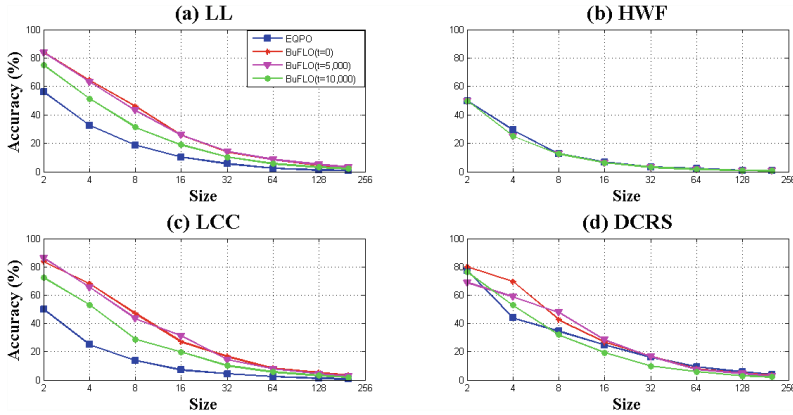 (a) LL
(b) HWF
Accuracy (%)
100
80
60
40
20
0
2 4 8 16 32 64 128 256
Size
EQPO
BuFLO(t=0)
BuFLO(t=5,000)
BuFLO(t=10,000)
100
80
60
40
20
0
2 4 8 16 32 64 128 256
Size
(c) LCC
(d) DCRS
Accuracy (%)
100
80
60
40
20
0
2 4 8 16 32 64 128 256
Size
100
80
60
40
20
0
2 4 8 16 32 64 128 256
Size